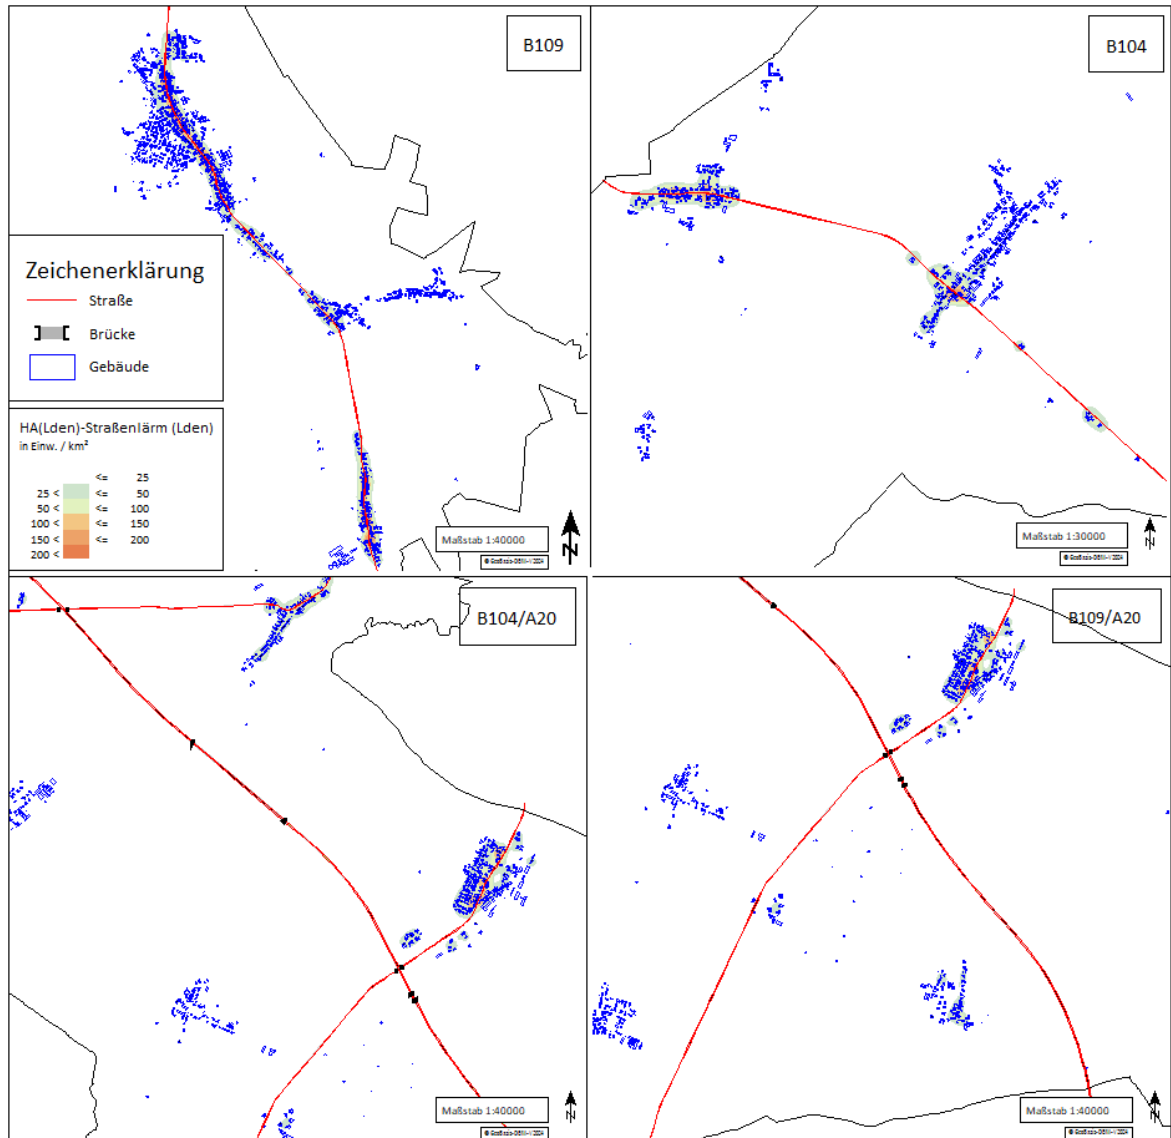 B109
B104
Zeichenerklärung
Straße
Brücke
Gebäude
HA(Lden)-Straßenlärm (Lden)
in Einw. / km²
<= 25
25 < <= 50
50 < <= 100
100 < <= 150
150 < <= 200
200 <
Maßstab 1:40000
N
Maßstab 1:30000
N
B104/A20
B109/A20
Maßstab 1:40000
N
Maßstab 1:40000
N